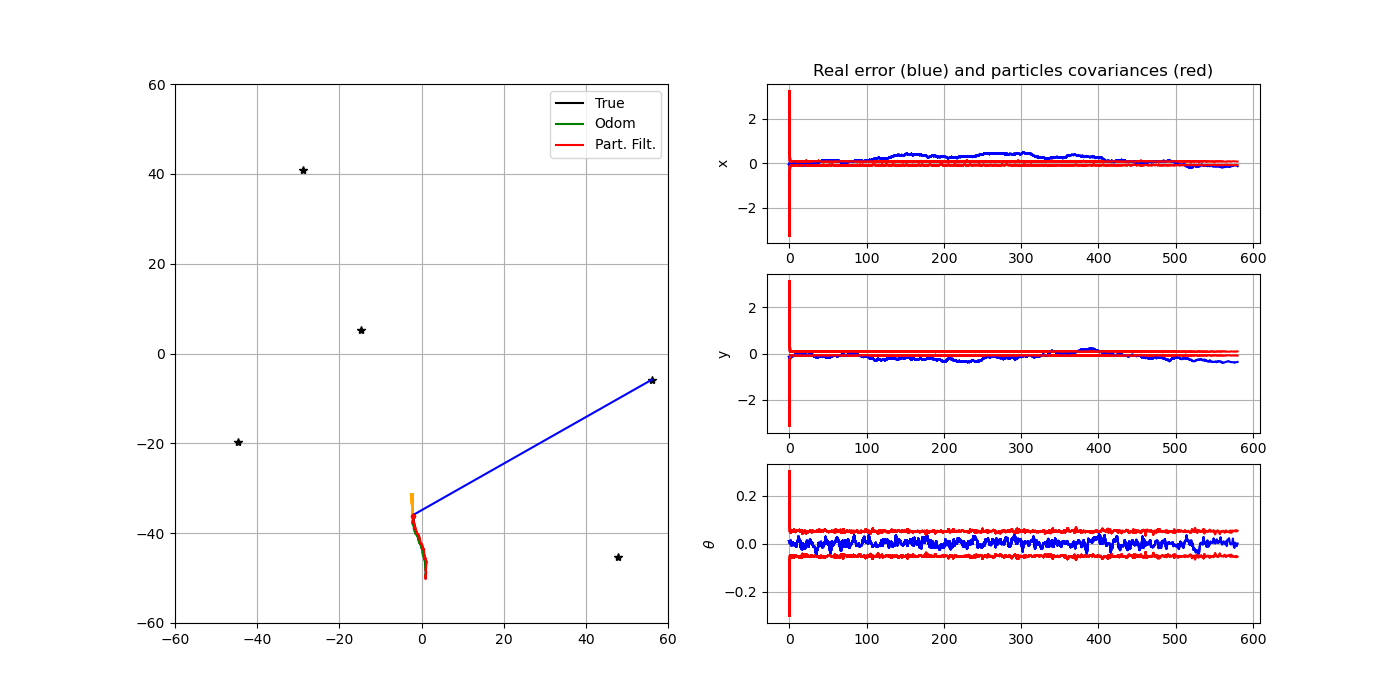 60
40
20
0
−20
−40
−60
−60 −40 −20 0 20 40 60
True
Odom
Part. Filt.
Real error (blue) and particles covariances (red)
x
2
0
−2
0 100 200 300 400 500 600
y
2
0
−2
0 100 200 300 400 500 600
θ
0.2
0.0
−0.2
0 100 200 300 400 500 600